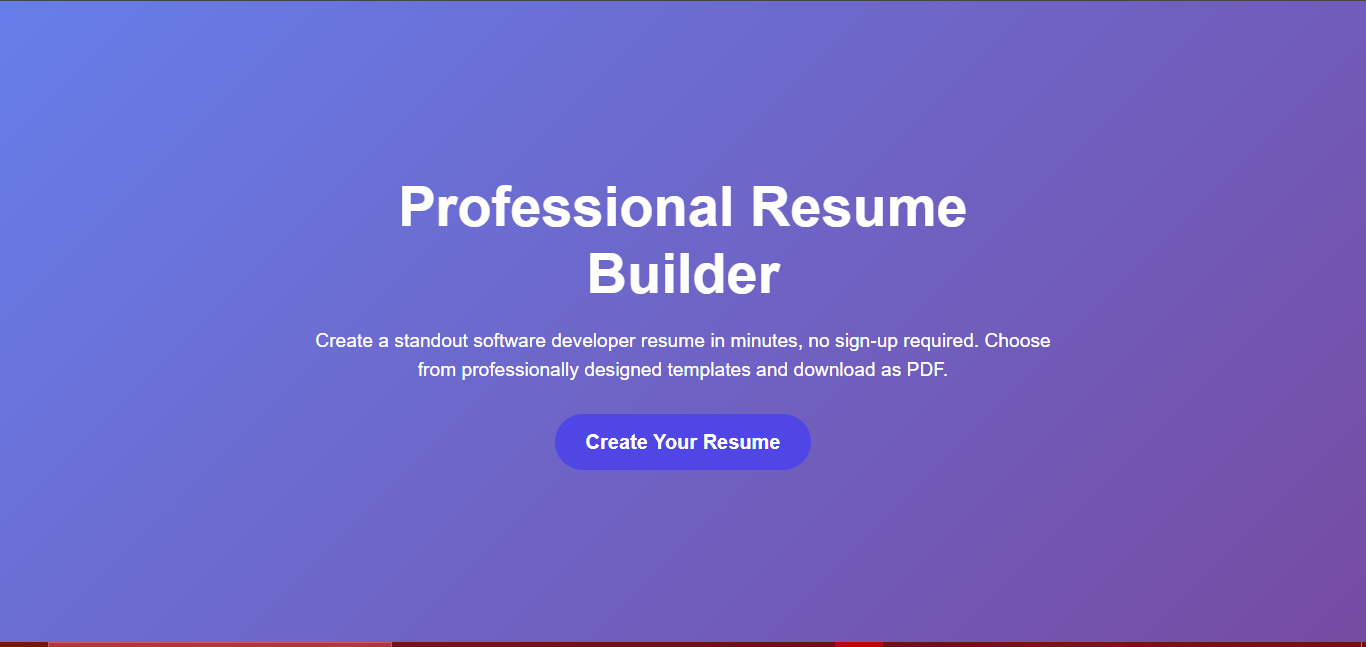 Professional Resume
Builder
Create a standout software developer resume in minutes, no sign-up required. Choose
from professionally designed templates and download as PDF.
Create Your Resume